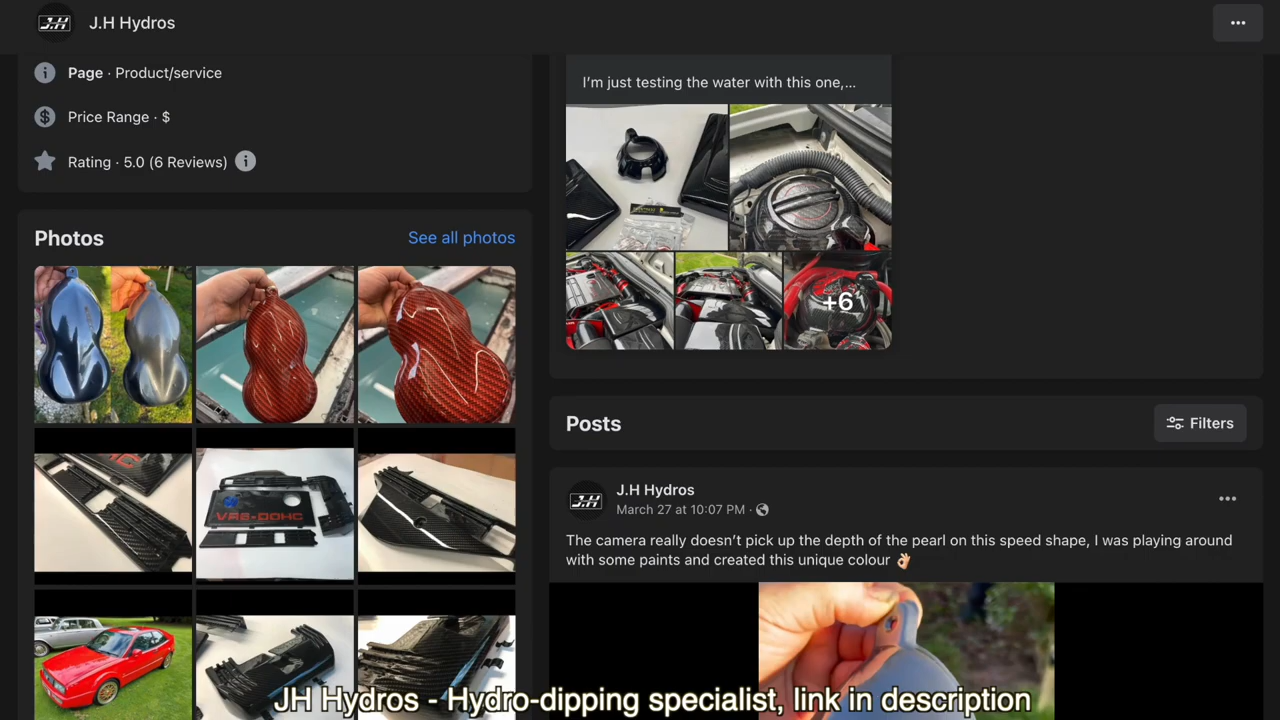 J.H
J.H Hydros
Page · Product/service
Price Range · $
Rating · 5.0 (6 Reviews)
Photos
See all photos
VR6-DOHC
I'm just testing the water with this one,...
+6
Posts
Filters
J.H
J.H Hydros
March 27 at 10:07 PM ·
The camera really doesn't pick up the depth of the pearl on this speed shape, I was playing around
with some paints and created this unique colour 👌🏼
JH Hydros - Hydro-dipping specialist, link in description